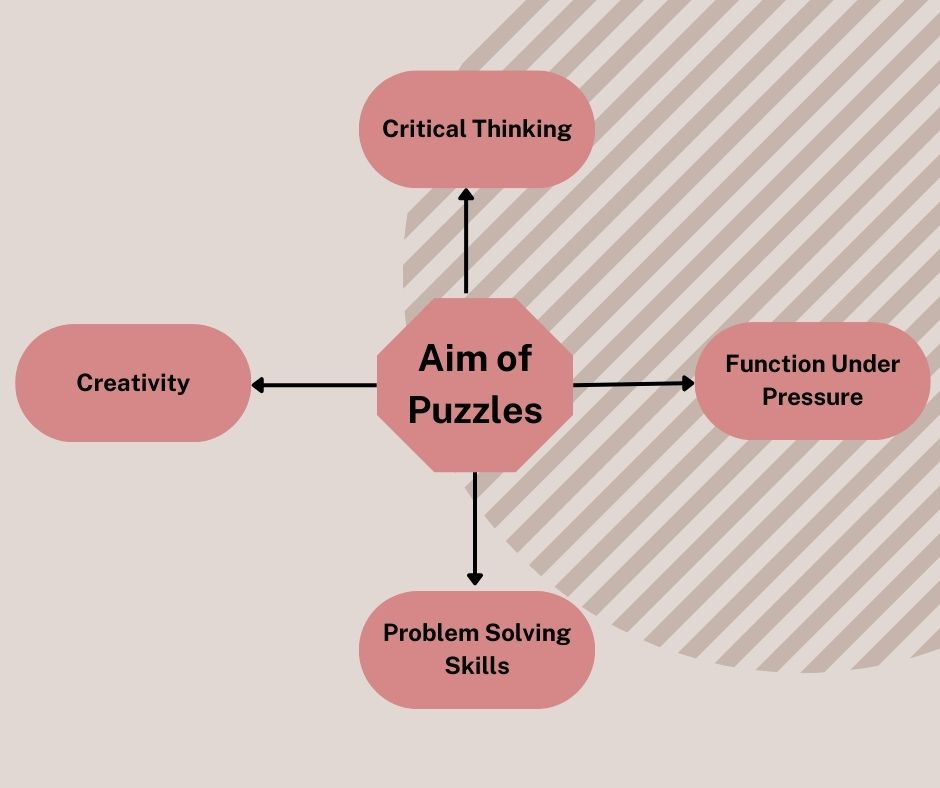 Critical Thinking
Creativity
Aim of
Puzzles
Function Under
Pressure
Problem Solving
Skills